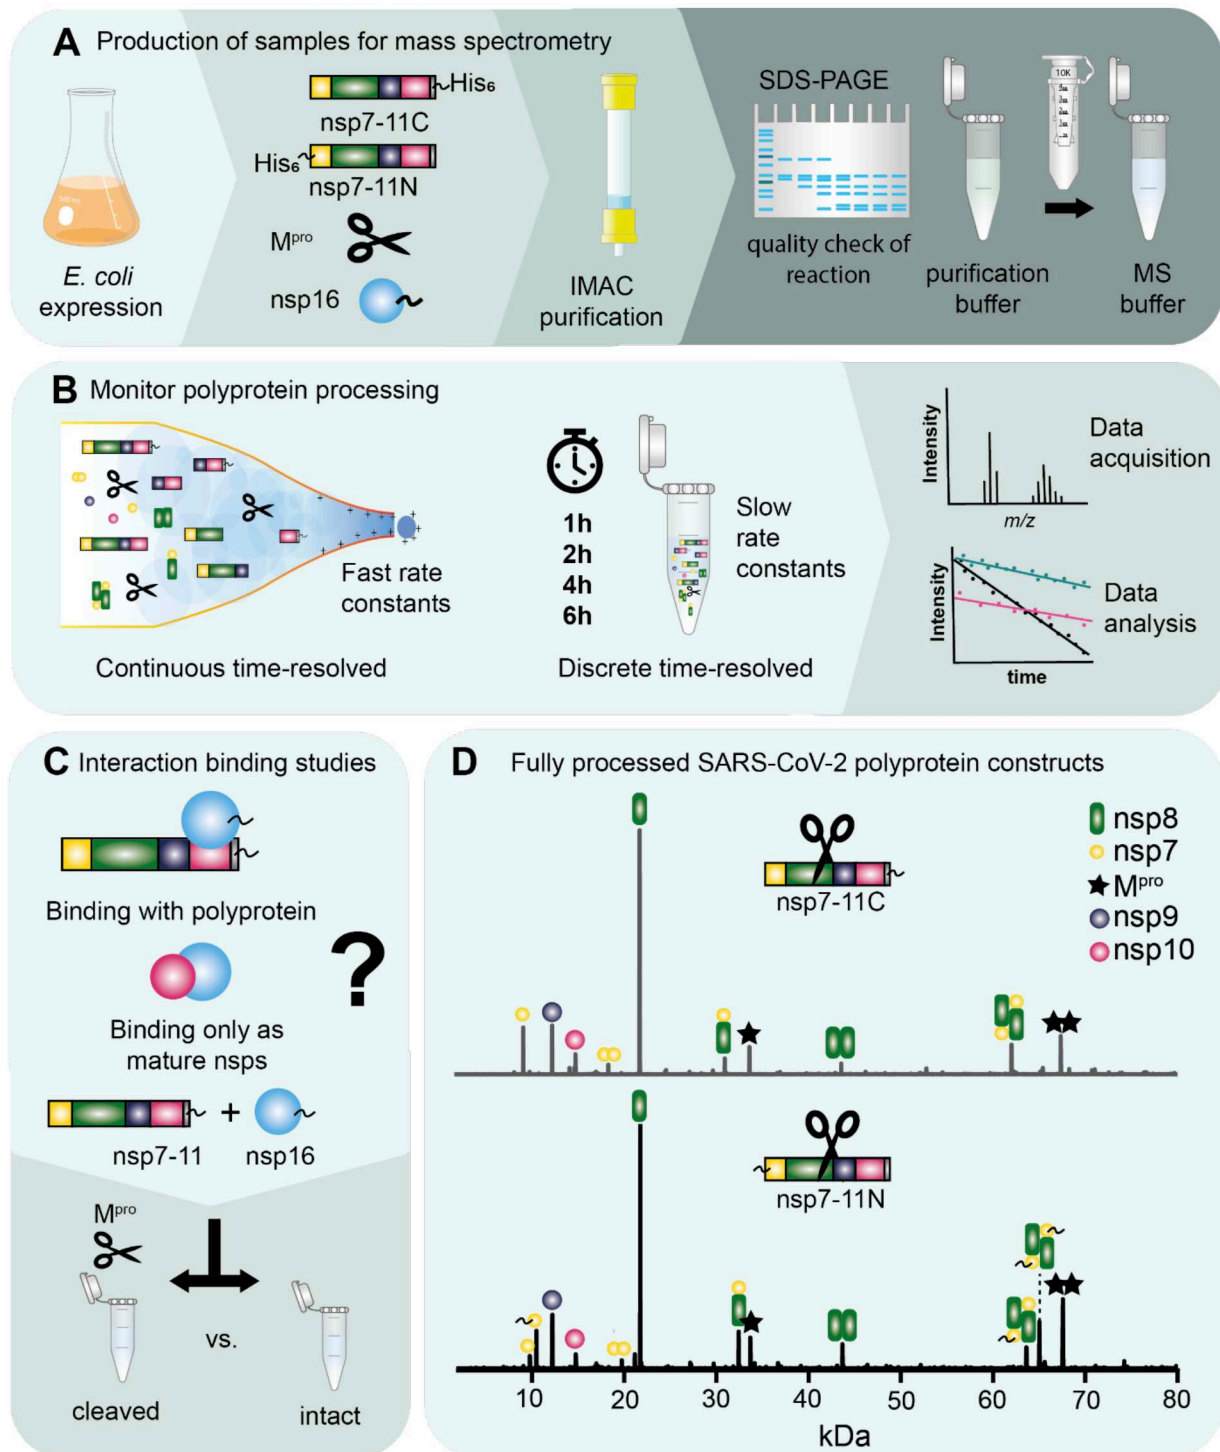 A Production of samples for mass spectrometry
His₆
nsp7-11C
His₆
nsp7-11N
Mᵖʳᵒ
nsp16
E. coli
expression
IMAC
purification
SDS-PAGE
quality check of
reaction
10K
purification
buffer
MS
buffer
B Monitor polyprotein processing
Fast rate
constants
Continuous time-resolved
1h
2h
4h
6h
Slow
rate
constants
Discrete time-resolved
Intensity
m/z
Data
acquisition
Intensity
time
Data
analysis
C Interaction binding studies
Binding with polyprotein
?
Binding only as
mature nsps
+
nsp7-11
nsp16
Mᵖʳᵒ
vs.
cleaved
intact
D Fully processed SARS-CoV-2 polyprotein constructs
nsp8
nsp7
Mᵖʳᵒ
nsp9
nsp10
nsp7-11C
nsp7-11N
10 20 30 40 50 60 70 80
kDa